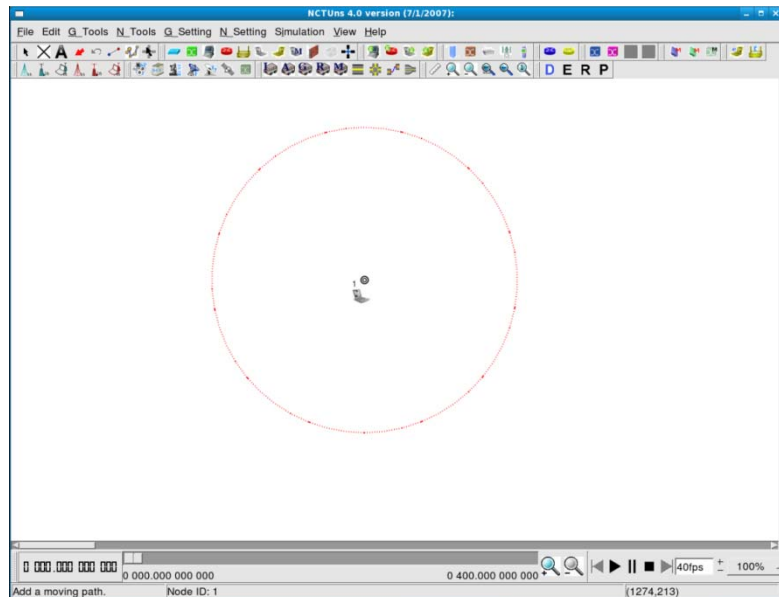 NCTUns 4.0 version (7/1/2007):
File Edit G_Tools N_Tools G_Setting N_Setting Simulation View Help
D E R P
1
0 000.000 000 000
0 000.000 000 000
0 400.000 000 000
40fps
100%
Add a moving path.
Node ID: 1
(1274,213)